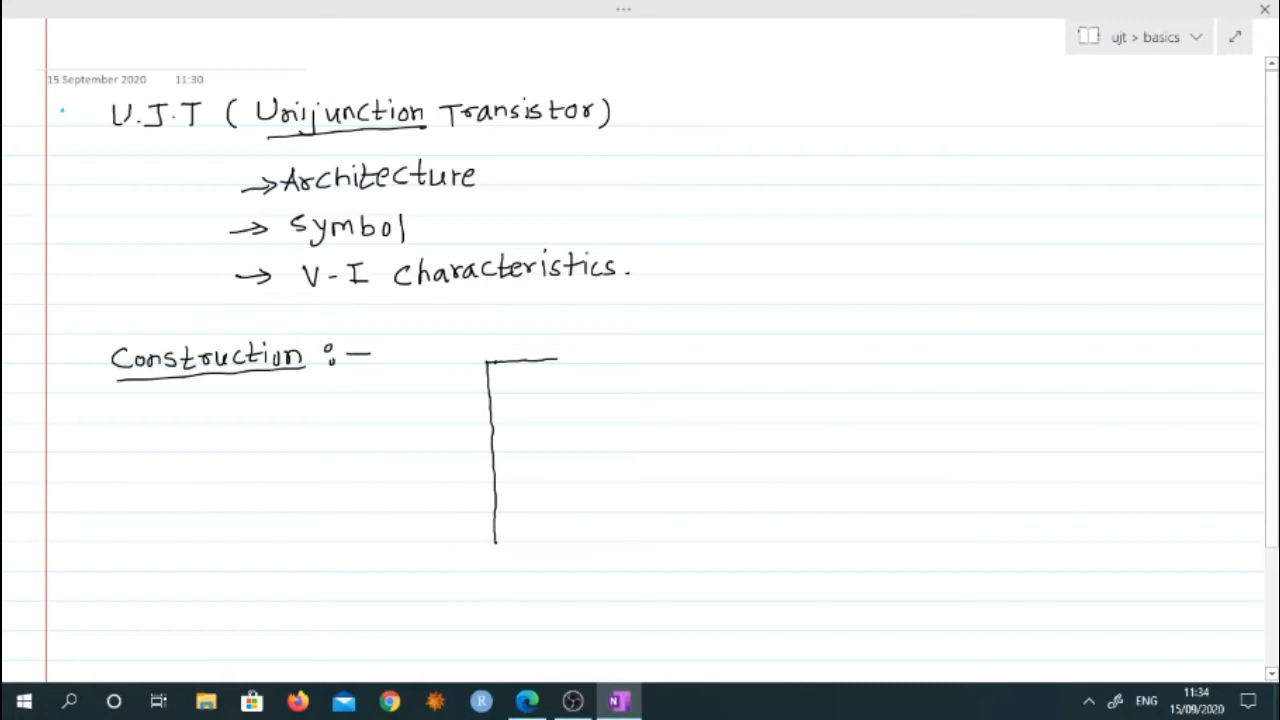 ujt > basics
15 September 2020 11:30
U.J.T ( Unijunction Transistor)
→ Architecture
→ Symbol
→ V-I Characteristics.
Construction :-
ENG
11:34
15/09/2020